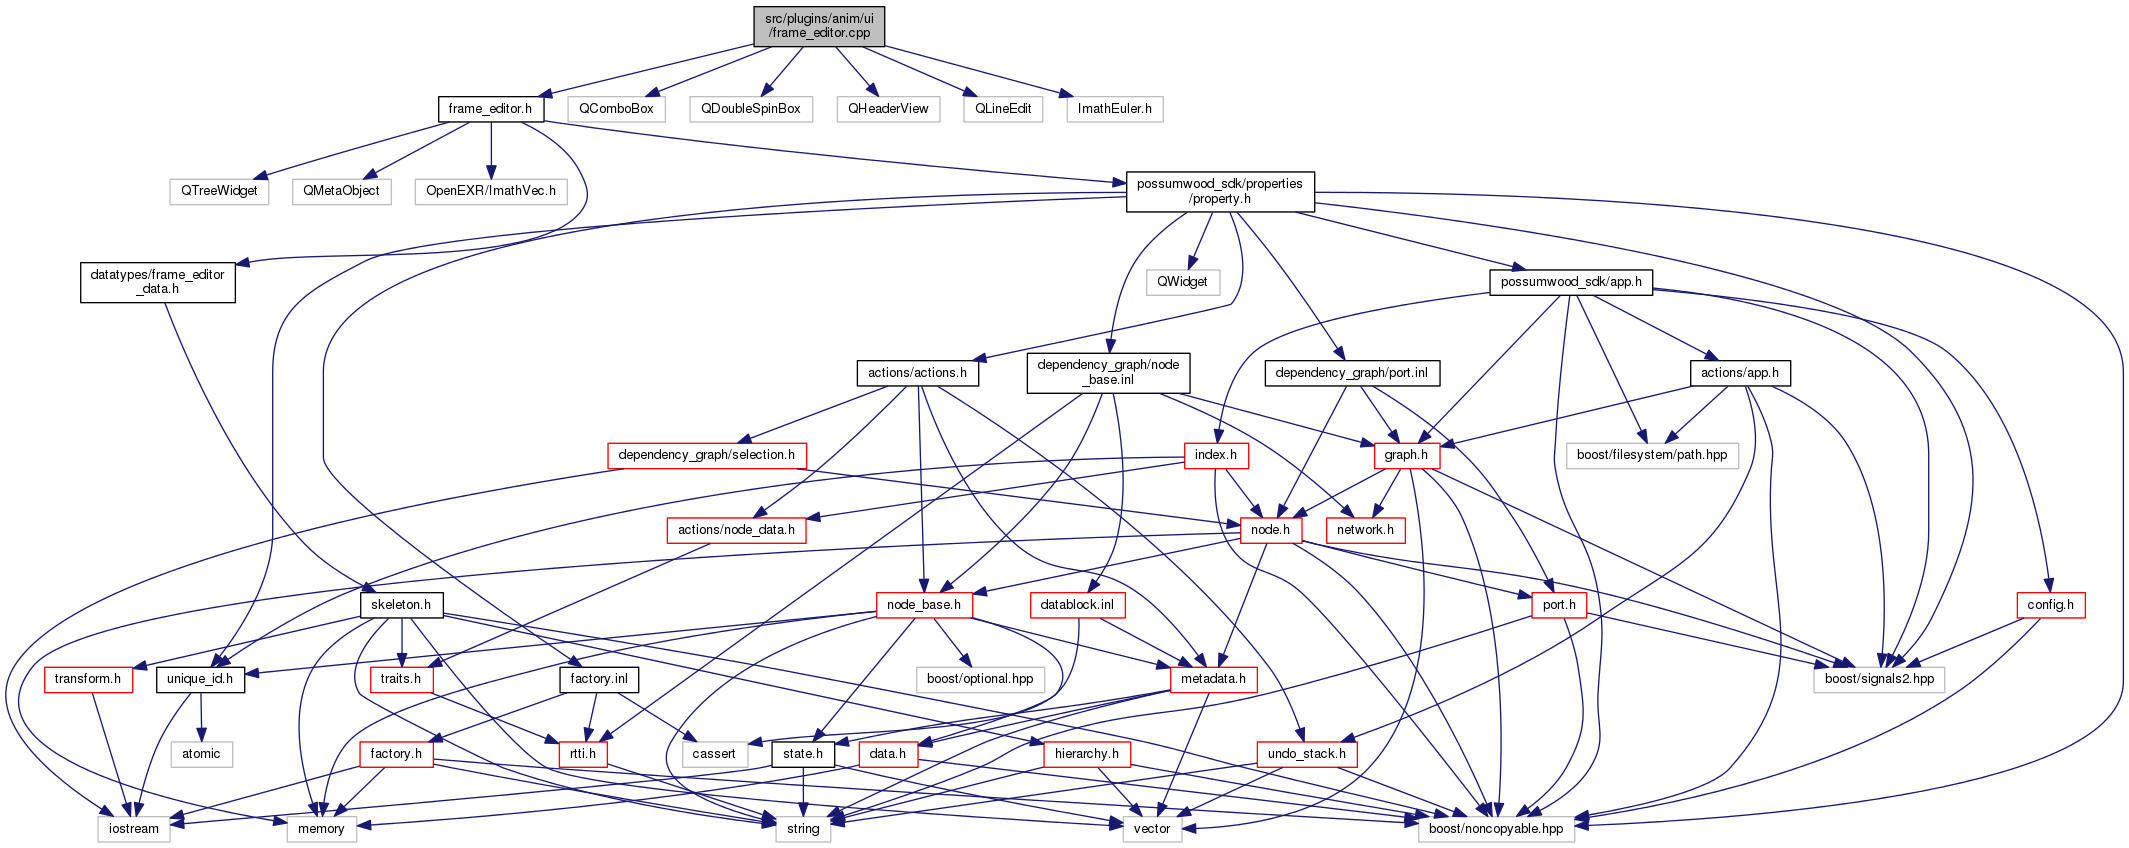 src/plugins/anim/ui
/frame_editor.cpp
frame_editor.h
QComboBox
QDoubleSpinBox
QHeaderView
QLineEdit
ImathEuler.h
QTreeWidget
QMetaObject
OpenEXR/ImathVec.h
possumwood_sdk/properties
/property.h
datatypes/frame_editor
_data.h
QWidget
possumwood_sdk/app.h
actions/actions.h
dependency_graph/node
_base.inl
dependency_graph/port.inl
actions/app.h
dependency_graph/selection.h
index.h
graph.h
boost/filesystem/path.hpp
actions/node_data.h
node.h
network.h
skeleton.h
node_base.h
datablock.inl
port.h
config.h
transform.h
unique_id.h
traits.h
factory.inl
boost/optional.hpp
metadata.h
boost/signals2.hpp
atomic
factory.h
rtti.h
cassert
state.h
data.h
hierarchy.h
undo_stack.h
iostream
memory
string
vector
boost/noncopyable.hpp